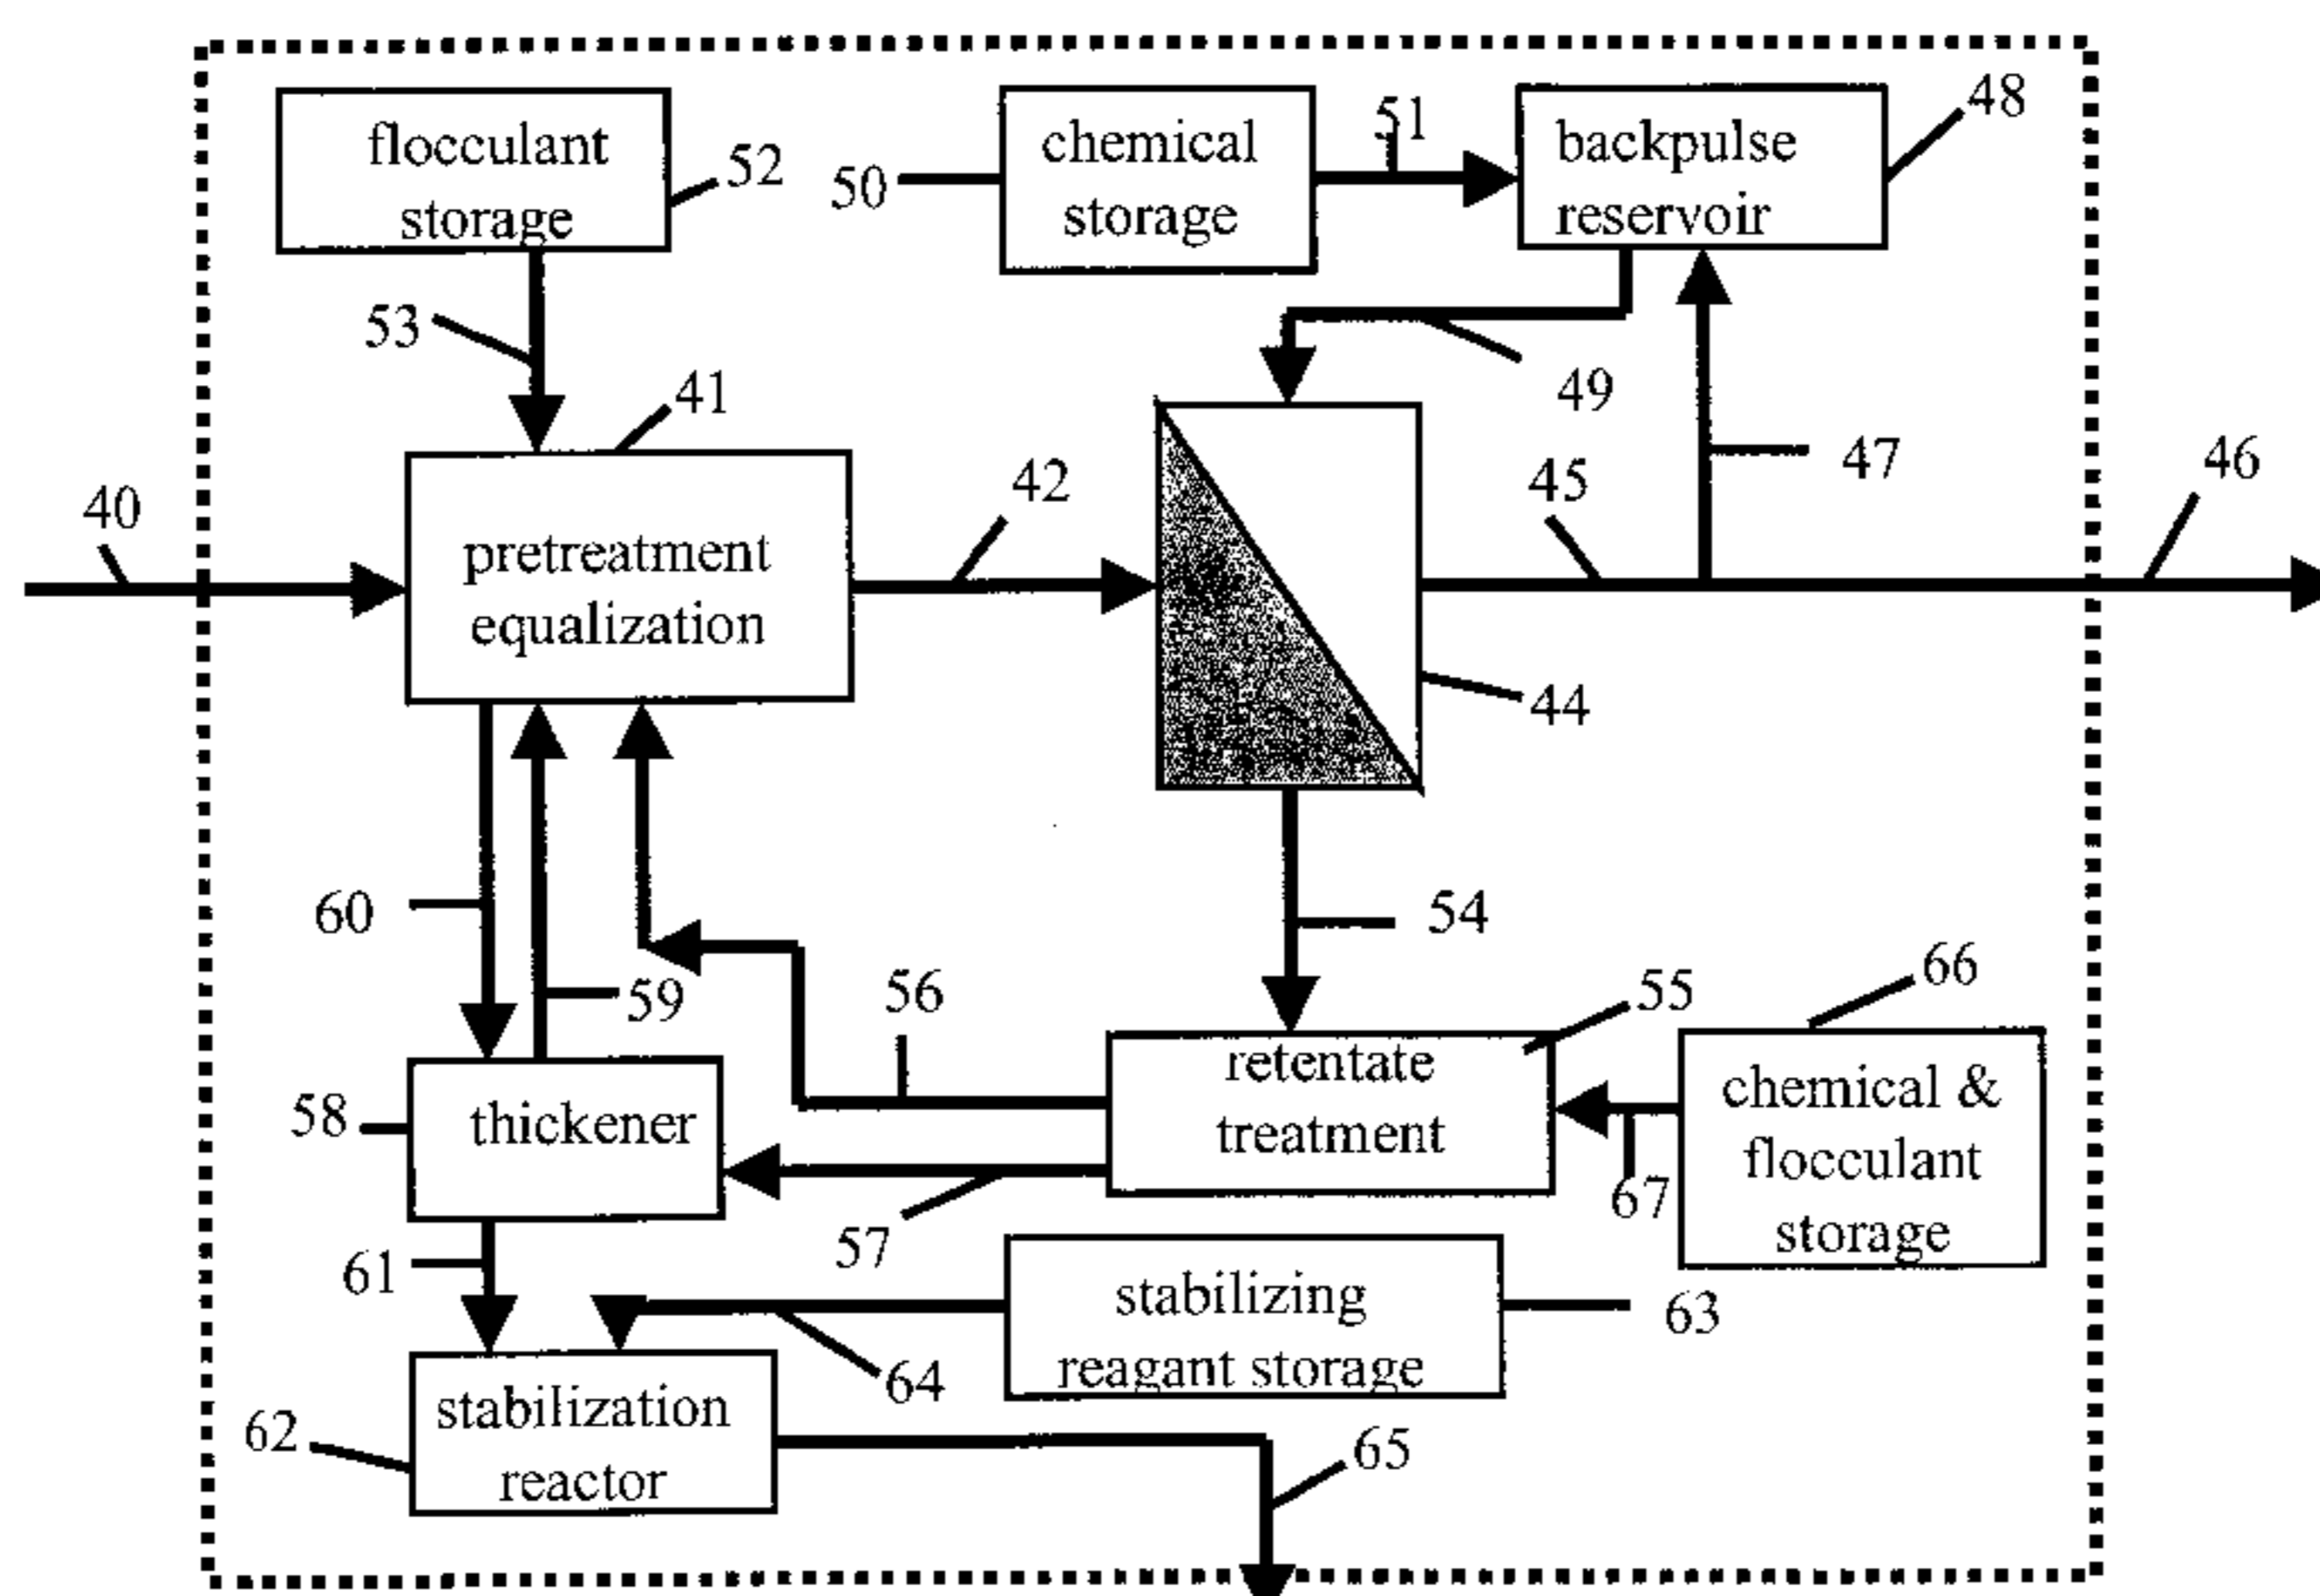 flocculant
storage
52
53
50
chemical
storage
51
backpulse
reservoir
48
49
40
41
pretreatment
equalization
42
44
45
47
46
60
59
56
54
55
66
58
thickener
57
retentate
treatment
67
chemical &
flocculant
storage
61
64
stabilizing
reagant storage
63
62
stabilization
reactor
65